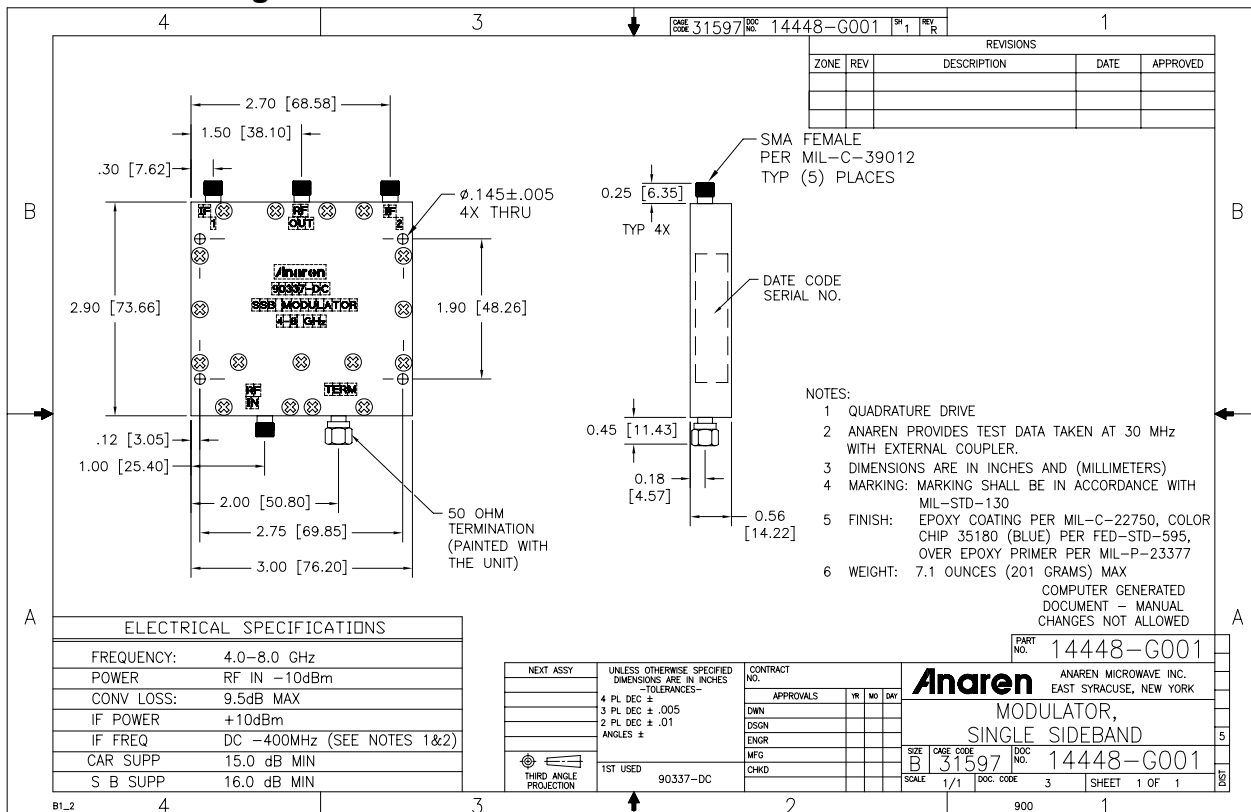 4 3 1
CAGE CODE 31597 DOC NO. 14448-G001 SH 1 REV R
REVISIONS
ZONE REV DESCRIPTION DATE APPROVED
2.70 [68.58]
1.50 [38.10]
.30 [7.62]
Ø.145±.005
4X THRU
SMA FEMALE
PER MIL-C-39012
TYP (5) PLACES
0.25 [6.35]
TYP 4X
B B
IF 1
RF OUT
IF 2
Anaren
90337-DC
SSB MODULATOR
4-8 GHz
2.90 [73.66]
1.90 [48.26]
DATE CODE
SERIAL NO.
RF IN
TERM
.12 [3.05]
1.00 [25.40]
2.00 [50.80]
2.75 [69.85]
3.00 [76.20]
50 OHM
TERMINATION
(PAINTED WITH
THE UNIT)
0.45 [11.43]
0.18
[4.57]
0.56
[14.22]
NOTES:
1 QUADRATURE DRIVE
2 ANAREN PROVIDES TEST DATA TAKEN AT 30 MHz
WITH EXTERNAL COUPLER.
3 DIMENSIONS ARE IN INCHES AND (MILLIMETERS)
4 MARKING: MARKING SHALL BE IN ACCORDANCE WITH
MIL-STD-130
5 FINISH: EPOXY COATING PER MIL-C-22750, COLOR
CHIP 35180 (BLUE) PER FED-STD-595,
OVER EPOXY PRIMER PER MIL-P-23377
6 WEIGHT: 7.1 OUNCES (201 GRAMS) MAX
COMPUTER GENERATED
DOCUMENT - MANUAL
CHANGES NOT ALLOWED
A A
ELECTRICAL SPECIFICATIONS
FREQUENCY: 4.0-8.0 GHz
POWER RF IN -10dBm
CONV LOSS: 9.5dB MAX
IF POWER +10dBm
IF FREQ DC -400MHz (SEE NOTES 1&2)
CAR SUPP 15.0 dB MIN
S B SUPP 16.0 dB MIN
NEXT ASSY
THIRD ANGLE
PROJECTION
UNLESS OTHERWISE SPECIFIED
DIMENSIONS ARE IN INCHES
-TOLERANCES-
4 PL DEC ±
3 PL DEC ± .005
2 PL DEC ± .01
ANGLES ±
1ST USED
90337-DC
CONTRACT
NO.
APPROVALS YR MO DAY
DWN
DSGN
ENGR
MFG
CHKD
PART NO. 14448-G001
Anaren
ANAREN MICROWAVE INC.
EAST SYRACUSE, NEW YORK
MODULATOR,
SINGLE SIDEBAND
5
SIZE B CAGE CODE 31597 DOC NO. 14448-G001
SCALE 1/1 DOC. CODE 3 SHEET 1 OF 1
DIST
B1_2 4 3 2 900 1